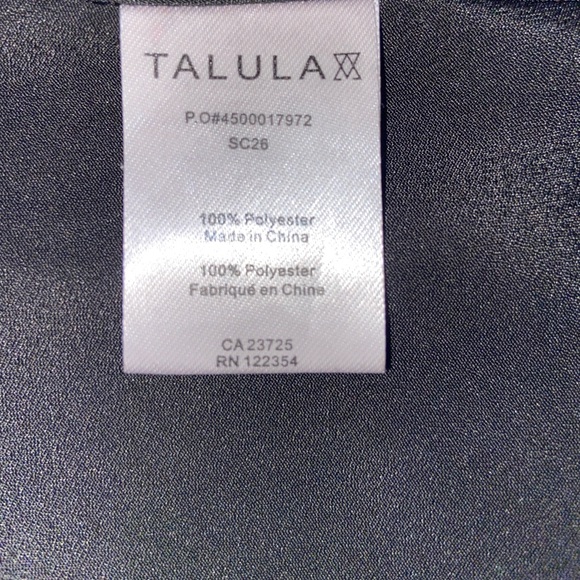 TALULA
P.O#4500017972
SC26
100% Polyester
Made in China
100% Polyester
Fabriqué en Chine
CA 23725
RN 122354